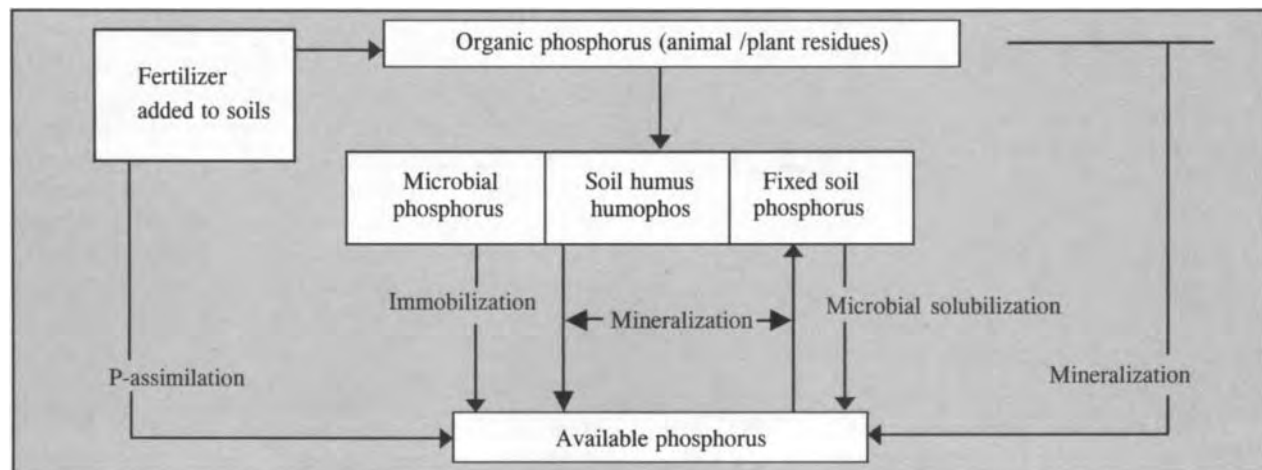 Organic phosphorus (animal /plant residues)
Fertilizer
added to soils
Microbial
phosphorus
Soil humus
humophos
Fixed soil
phosphorus
Immobilization
Mineralization
Microbial solubilization
P-assimilation
Mineralization
Available phosphorus